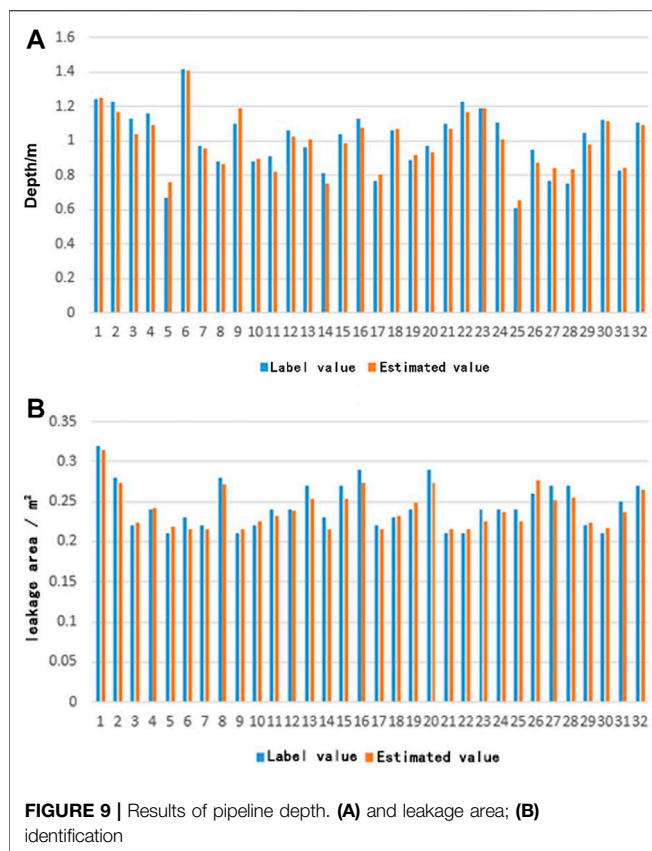 A
1.6
1.4
1.2
1
0.8
0.6
0.4
0.2
0
Depth/m
1 2 3 4 5 6 7 8 9 10 11 12 13 14 15 16 17 18 19 20 21 22 23 24 25 26 27 28 29 30 31 32
Label value Estimated value
B
0.35
0.3
0.25
0.2
0.15
0.1
0.05
0
leakage area / m²
1 2 3 4 5 6 7 8 9 10 11 12 13 14 15 16 17 18 19 20 21 22 23 24 25 26 27 28 29 30 31 32
Label value Estimated value
FIGURE 9 | Results of pipeline depth. (A) and leakage area; (B)
identification